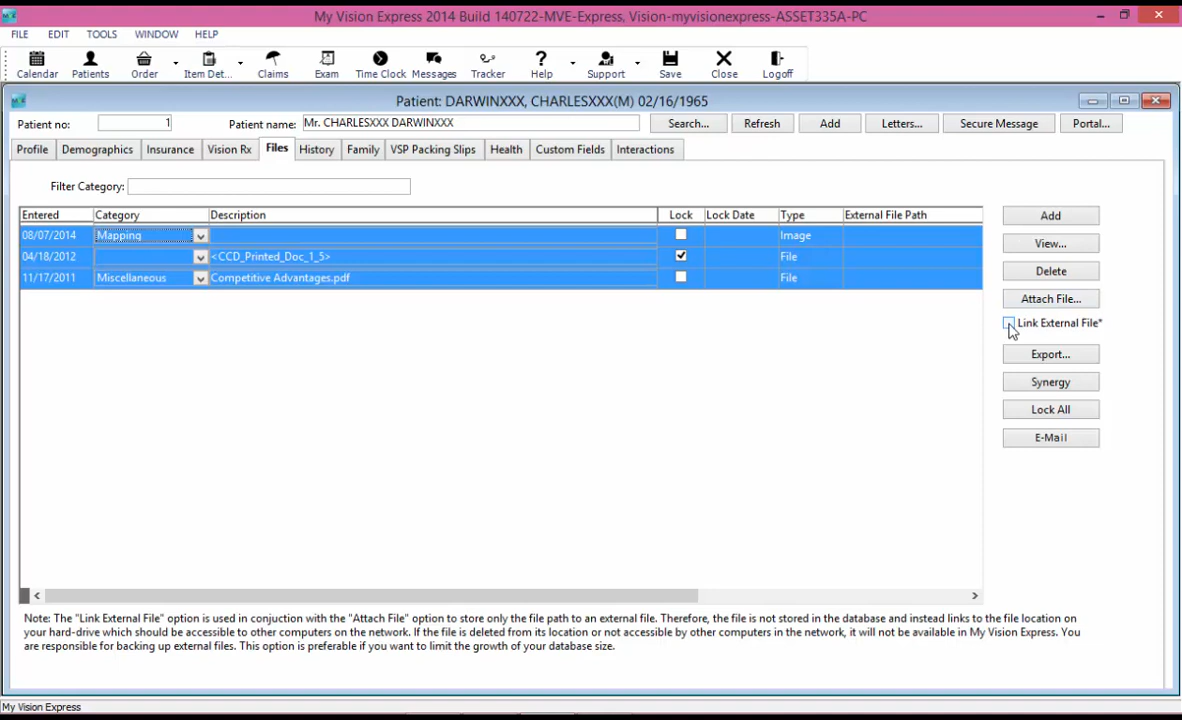 My Vision Express 2014 Build 140722-MVE-Express, Vision-myvisionexpress-ASSET335A-PC
FILE EDIT TOOLS WINDOW HELP
Calendar Patients Order Item Det... Claims Exam Time Clock Messages Tracker Help Support Save Close Logoff
Patient: DARWINXXX, CHARLESXXX(M) 02/16/1965
Patient no: 1 Patient name: Mr. CHARLESXXX DARWINXXX Search... Refresh Add Letters... Secure Message Portal...
Profile Demographics Insurance Vision Rx Files History Family VSP Packing Slips Health Custom Fields Interactions
Filter Category:
Entered Category Description Lock Lock Date Type External File Path
08/07/2014 Mapping Image
04/18/2012 <CCD_Printed_Doc_1_5> File
11/17/2011 Miscellaneous Competitive Advantages.pdf File
Add
View...
Delete
Attach File...
Link External File*
Export...
Synergy
Lock All
E-Mail
Note: The "Link External File" option is used in conjuction with the "Attach File" option to store only the file path to an external file. Therefore, the file is not stored in the database and instead links to the file location on
your hard-drive which should be accessible to other computers on the network. If the file is deleted from its location or not accessible by other computers in the network, it will not be available in My Vision Express. You
are responsible for backing up external files. This option is preferable if you want to limit the growth of your database size.
My Vision Express